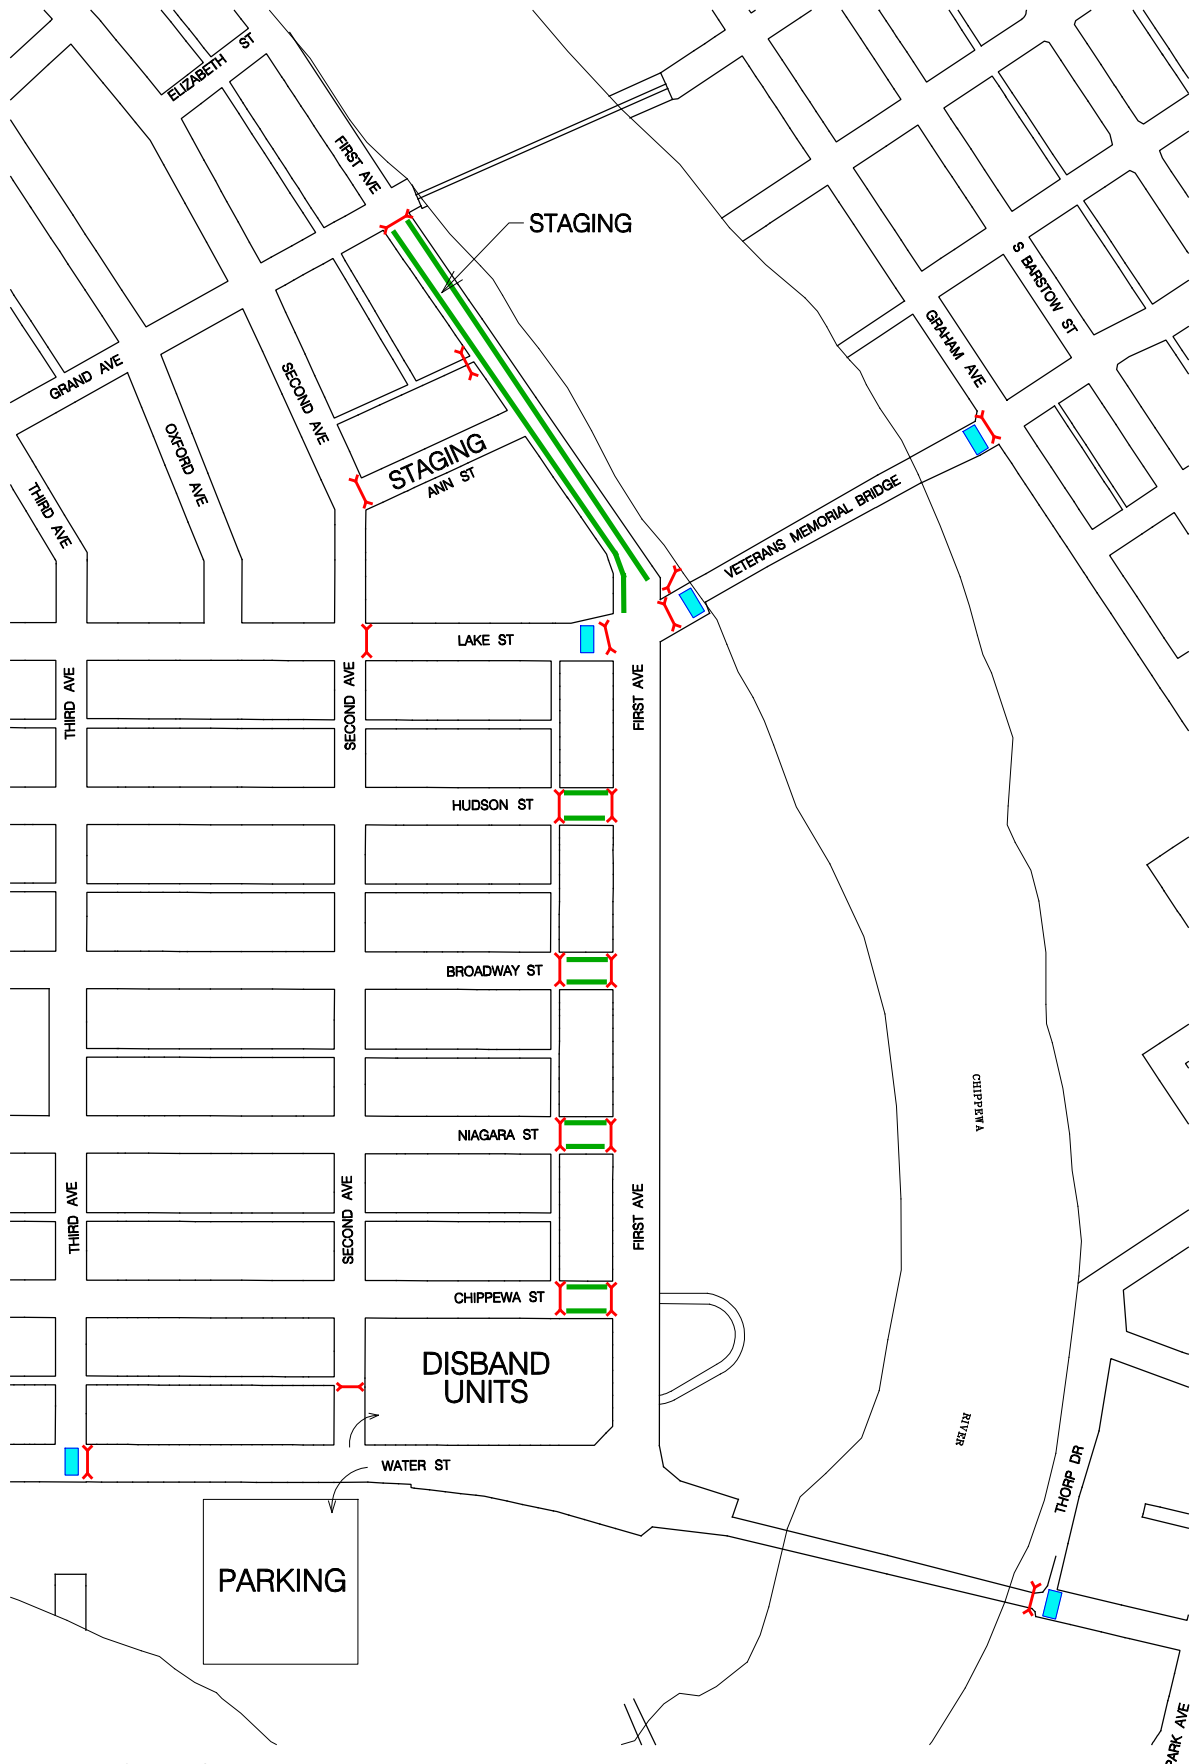 ELIZABETH ST
FIRST AVE
STAGING
S BARSTOW ST
GRAHAM AVE
GRAND AVE
SECOND AVE
OXFORD AVE
STAGING
ANN ST
THIRD AVE
VETERANS MEMORIAL BRIDGE
LAKE ST
THIRD AVE
SECOND AVE
FIRST AVE
HUDSON ST
BROADWAY ST
CHIPPEWA
NIAGARA ST
THIRD AVE
SECOND AVE
FIRST AVE
CHIPPEWA ST
DISBAND
UNITS
RIVER
WATER ST
THORP DR
PARKING
PARK AVE